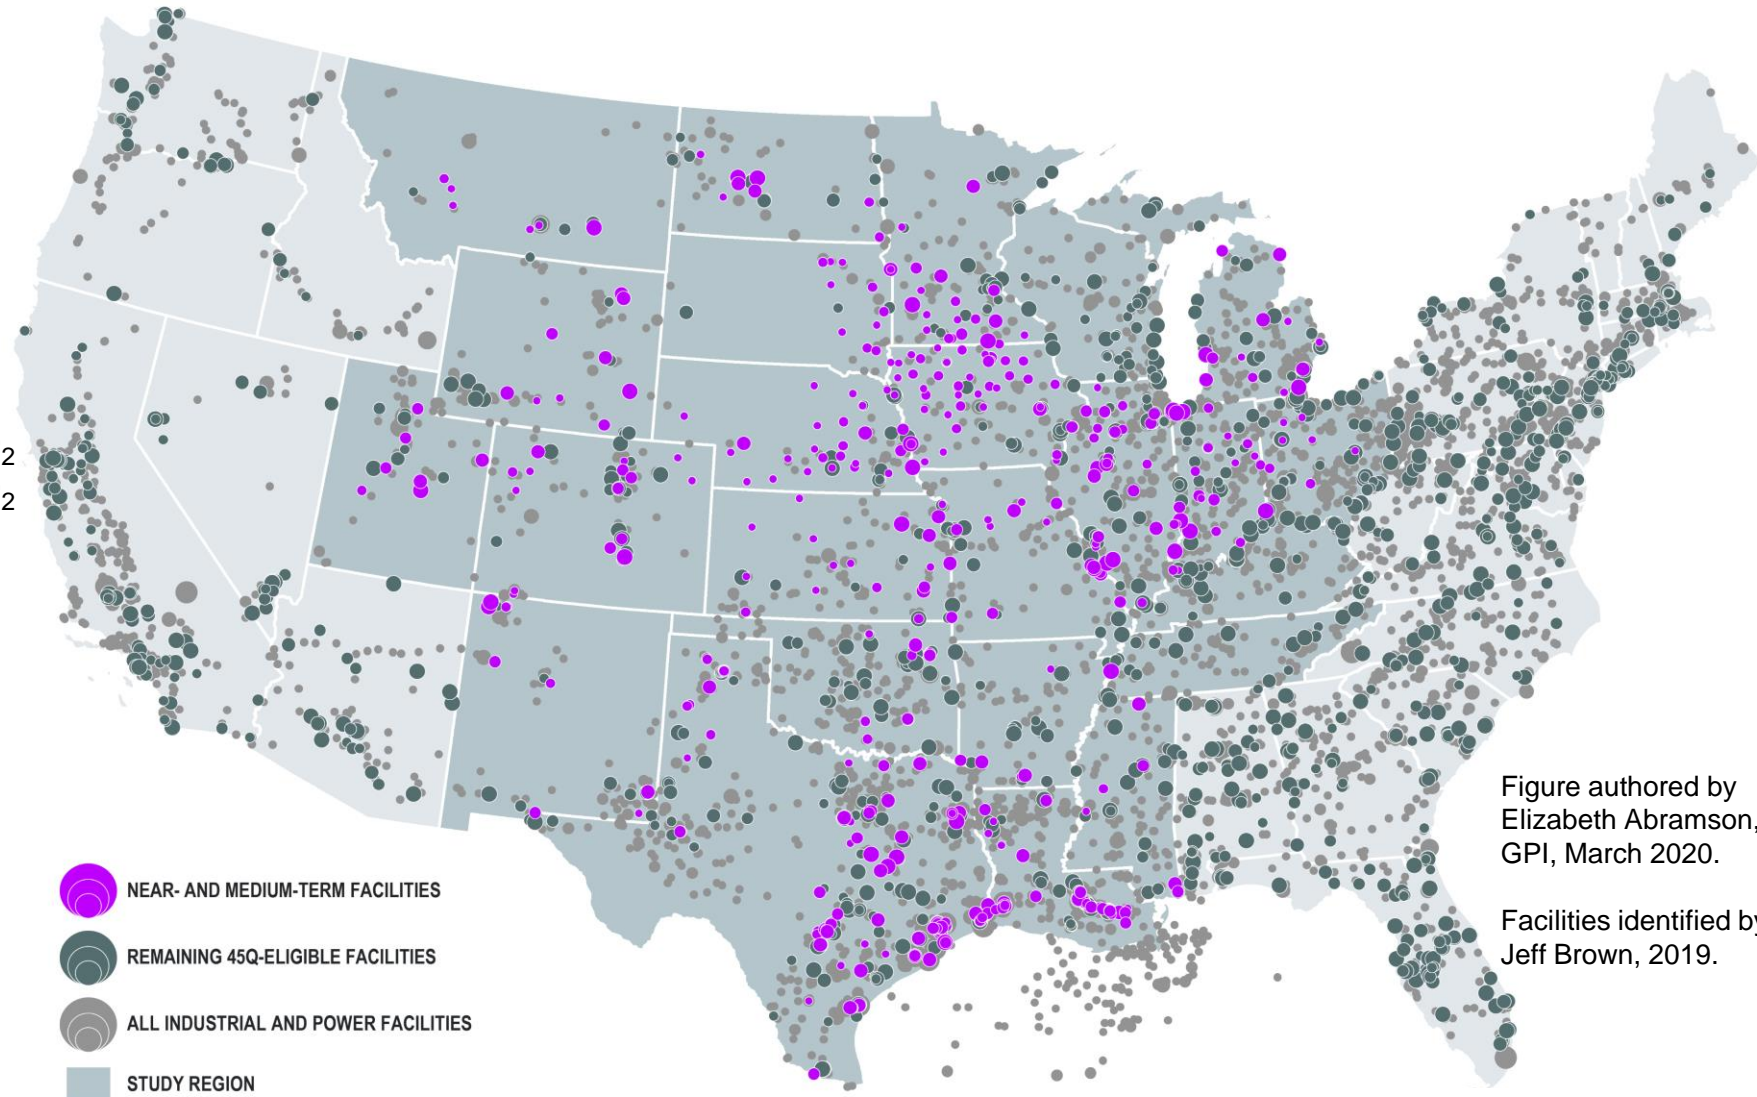 2
2
Figure authored by
Elizabeth Abramson,
GPI, March 2020.
Facilities identified by
Jeff Brown, 2019.
NEAR- AND MEDIUM-TERM FACILITIES
REMAINING 45Q-ELIGIBLE FACILITIES
ALL INDUSTRIAL AND POWER FACILITIES
STUDY REGION